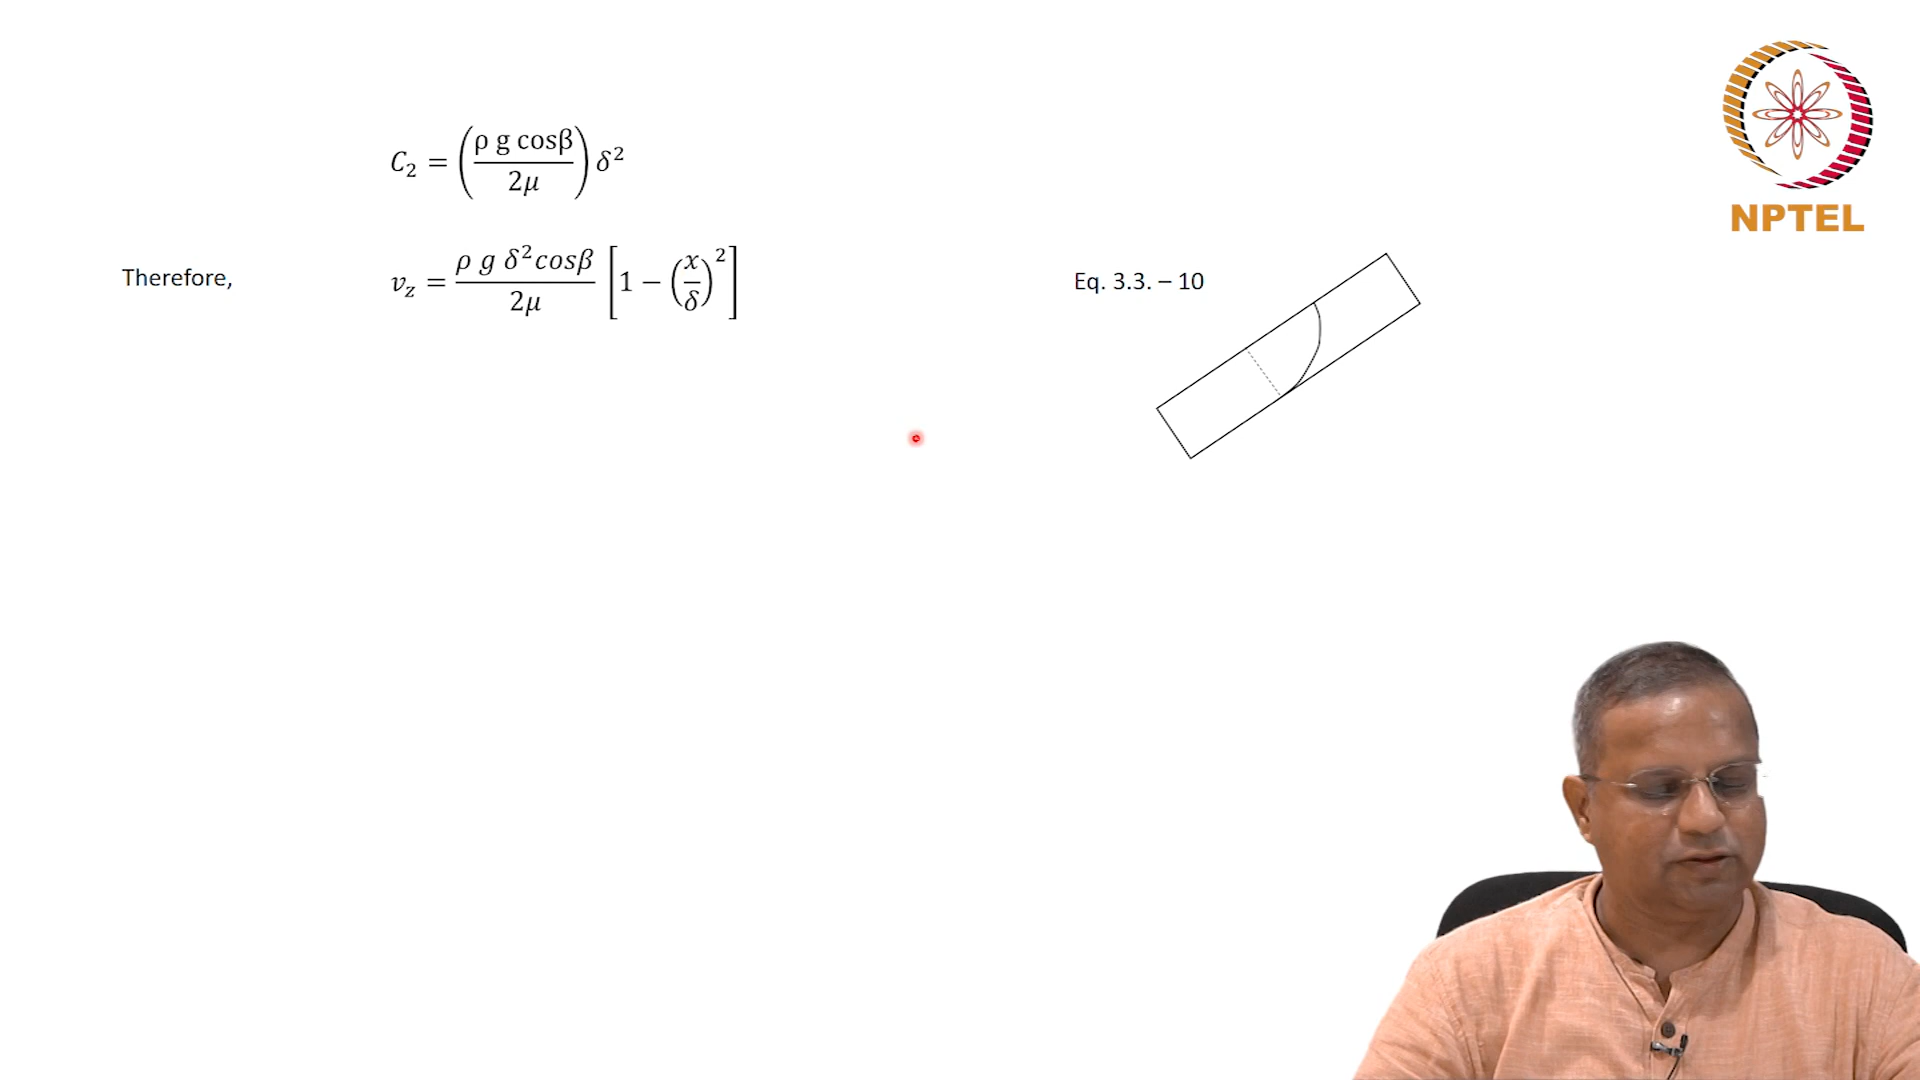 C₂ = (ρ g cosβ / 2μ) δ²
Therefore, v_z = ρ g δ² cosβ / 2μ [1 − (x/δ)²] Eq. 3.3. – 10
NPTEL